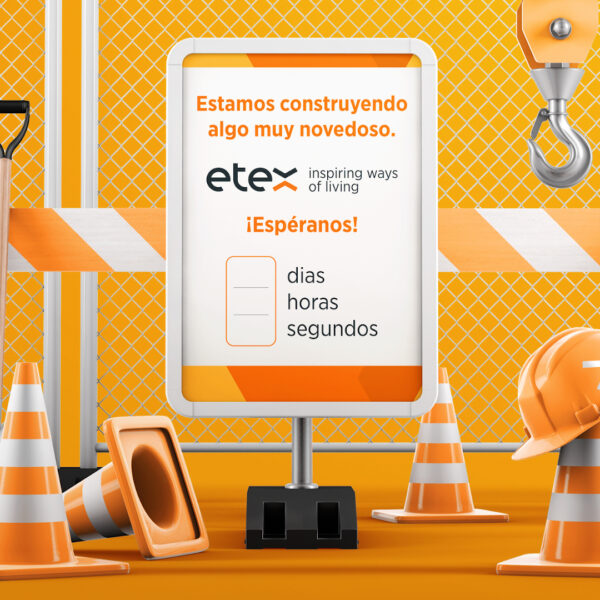 Estamos construyendo
algo muy novedoso.
etex inspiring ways
of living
¡Espéranos!
dias
horas
segundos